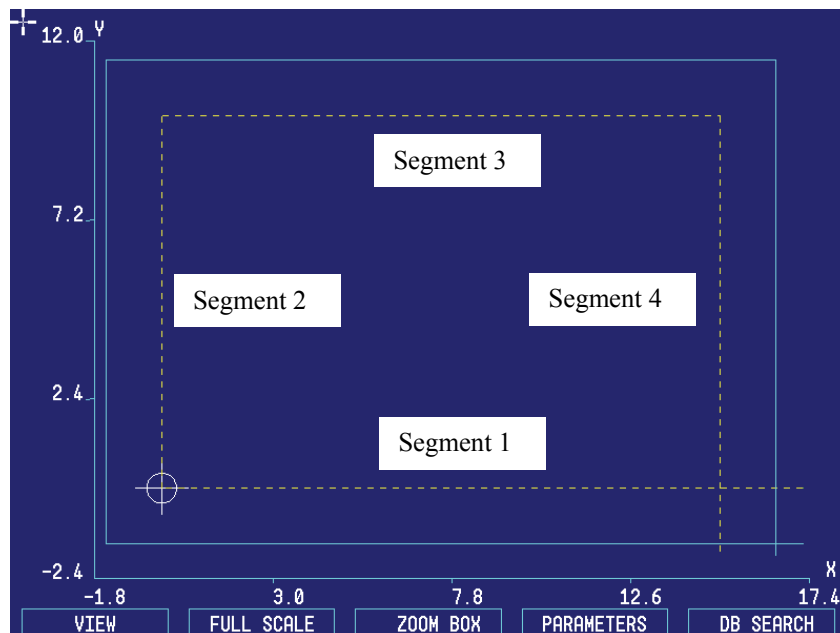 12.0 Y
Segment 3
7.2
Segment 2
Segment 4
2.4
Segment 1
-2.4
X
-1.8 3.0 7.8 12.6 17.4
VIEW FULL SCALE ZOOM BOX PARAMETERS DB SEARCH